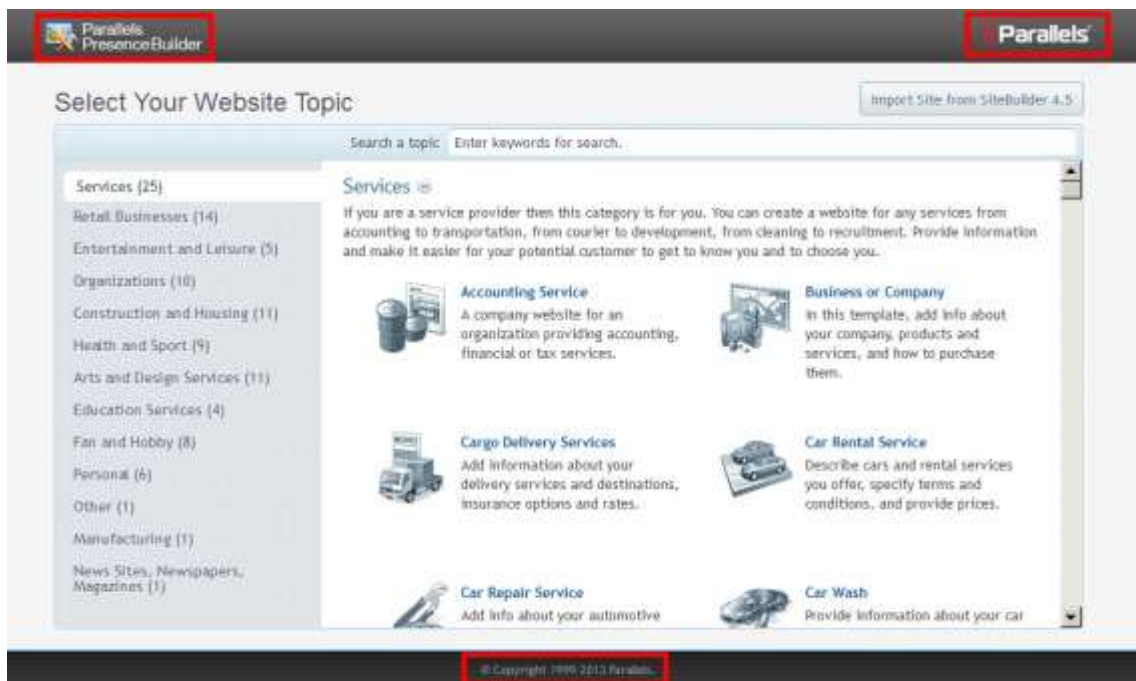 Parallels
PresenceBuilder
Parallels
Select Your Website Topic
Import Site from SiteBuilder 4.5
Search a topic Enter keywords for search.
Services (25)
Retail Businesses (14)
Entertainment and Leisure (5)
Organizations (10)
Construction and Housing (11)
Health and Sport (9)
Arts and Design Services (11)
Education Services (4)
Fan and Hobby (8)
Personal (6)
Other (1)
Manufacturing (1)
News Sites, Newspapers,
Magazines (1)
Services
If you are a service provider then this category is for you. You can create a website for any services from
accounting to transportation, from courier to development, from cleaning to recruitment. Provide information
and make it easier for your potential customer to get to know you and to choose you.
Accounting Service
A company website for an
organization providing accounting,
financial or tax services.
Business or Company
In this template, add info about
your company, products and
services, and how to purchase
them.
Cargo Delivery Services
Add information about your
delivery services and destinations,
insurance options and rates.
Car Rental Service
Describe cars and rental services
you offer, specify terms and
conditions, and provide prices.
Car Repair Service
Add info about your automotive
Car Wash
Provide information about your car
© Copyright 1999-2013 Parallels.